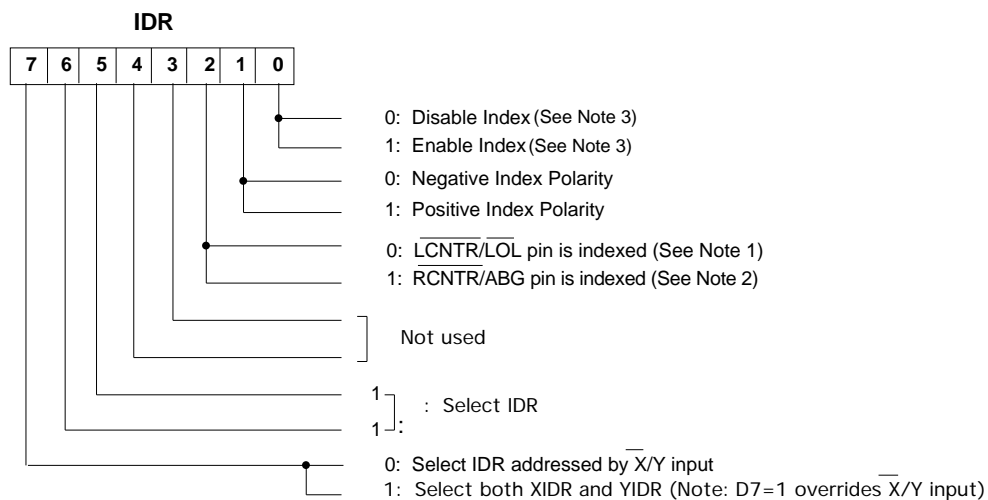 IDR
7 6 5 4 3 2 1 0
0: Disable Index (See Note 3)
1: Enable Index (See Note 3)
0: Negative Index Polarity
1: Positive Index Polarity
0: L̅C̅N̅T̅R̅/L̅O̅L̅ pin is indexed (See Note 1)
1: R̅C̅N̅T̅R̅/ABG pin is indexed (See Note 2)
Not used
1
: Select IDR
1 :
0: Select IDR addressed by X̅/Y input
1: Select both XIDR and YIDR (Note: D7=1 overrides X̅/Y input)